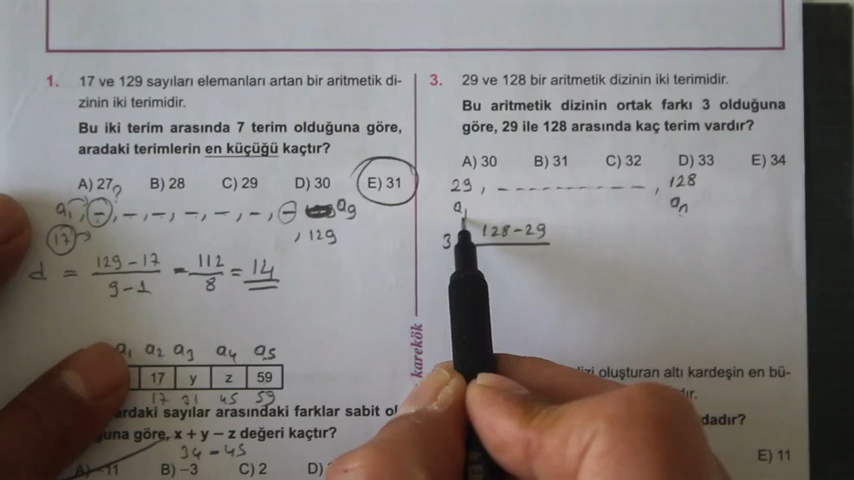 1. 17 ve 129 sayıları elemanları artan bir aritmetik di-
zinin iki terimidir.
Bu iki terim arasında 7 terim olduğuna göre,
aradaki terimlerin en küçüğü kaçtır?
A) 27 B) 28 C) 29 D) 30 E) 31
?
a₁, –, –, –, –, –, –, – a₉
17 , 129
d = 129 – 17 / 9 – 1 = 112 / 8 = 14
a₁ a₂ a₃ a₄ a₅
17 y z 59
17 31 45 59
ardaki sayılar arasındaki farklar sabit ol
una göre, x + y – z değeri kaçtır?
34 – 45
A) –11 B) –3 C) 2 D)
karekök
3. 29 ve 128 bir aritmetik dizinin iki terimidir.
Bu aritmetik dizinin ortak farkı 3 olduğuna
göre, 29 ile 128 arasında kaç terim vardır?
A) 30 B) 31 C) 32 D) 33 E) 34
29, – – – – – – – – – – –, 128
a₁ aₙ
3 128 – 29
izi oluşturan altı kardeşin en bü-
dır.
dadır?
E) 11